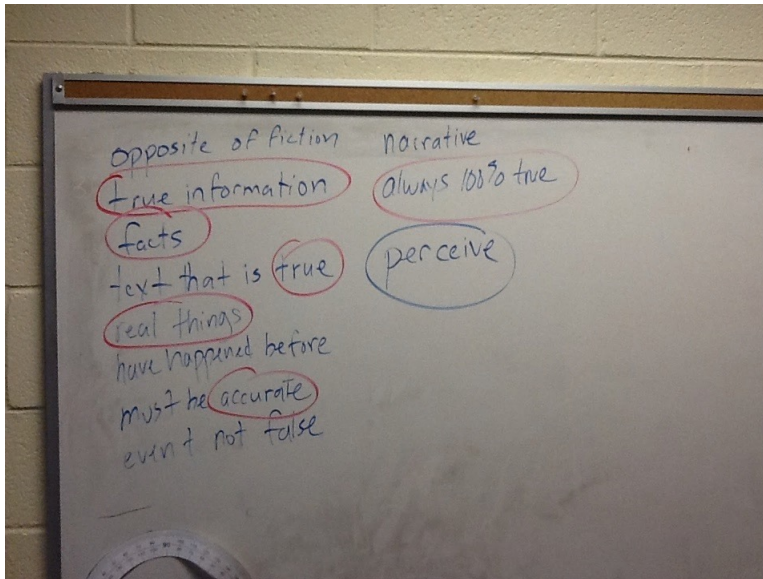 opposite of fiction
true information
facts
text that is true
real things
have happened before
must be accurate
event not false
narrative
always 100% true
perceive